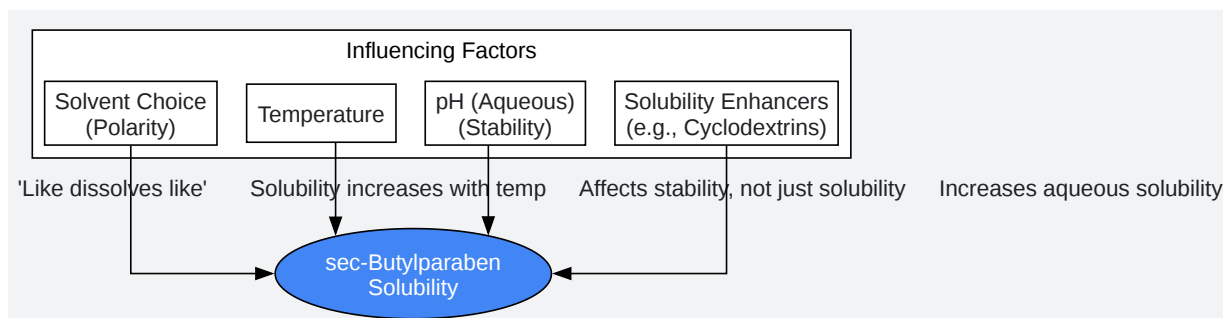 Influencing Factors
Solvent Choice
(Polarity)
Temperature
pH (Aqueous)
(Stability)
Solubility Enhancers
(e.g., Cyclodextrins)
'Like dissolves like'
Solubility increases with temp
Affects stability, not just solubility
Increases aqueous solubility
sec-Butylparaben
Solubility